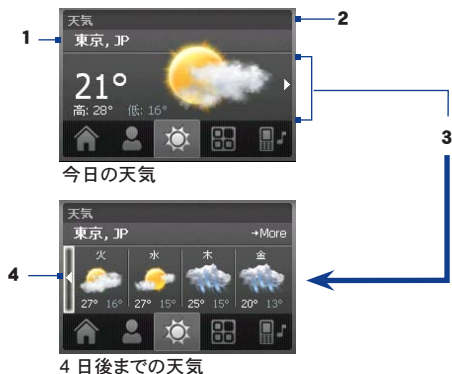 天気
2
1
東京, JP
21°
高: 28° 低: 16°
3
今日の天気
天気
東京, JP →More
火 水 木 金
4
27° 16° 27° 15° 25° 15° 20° 13°
4 日後までの天気